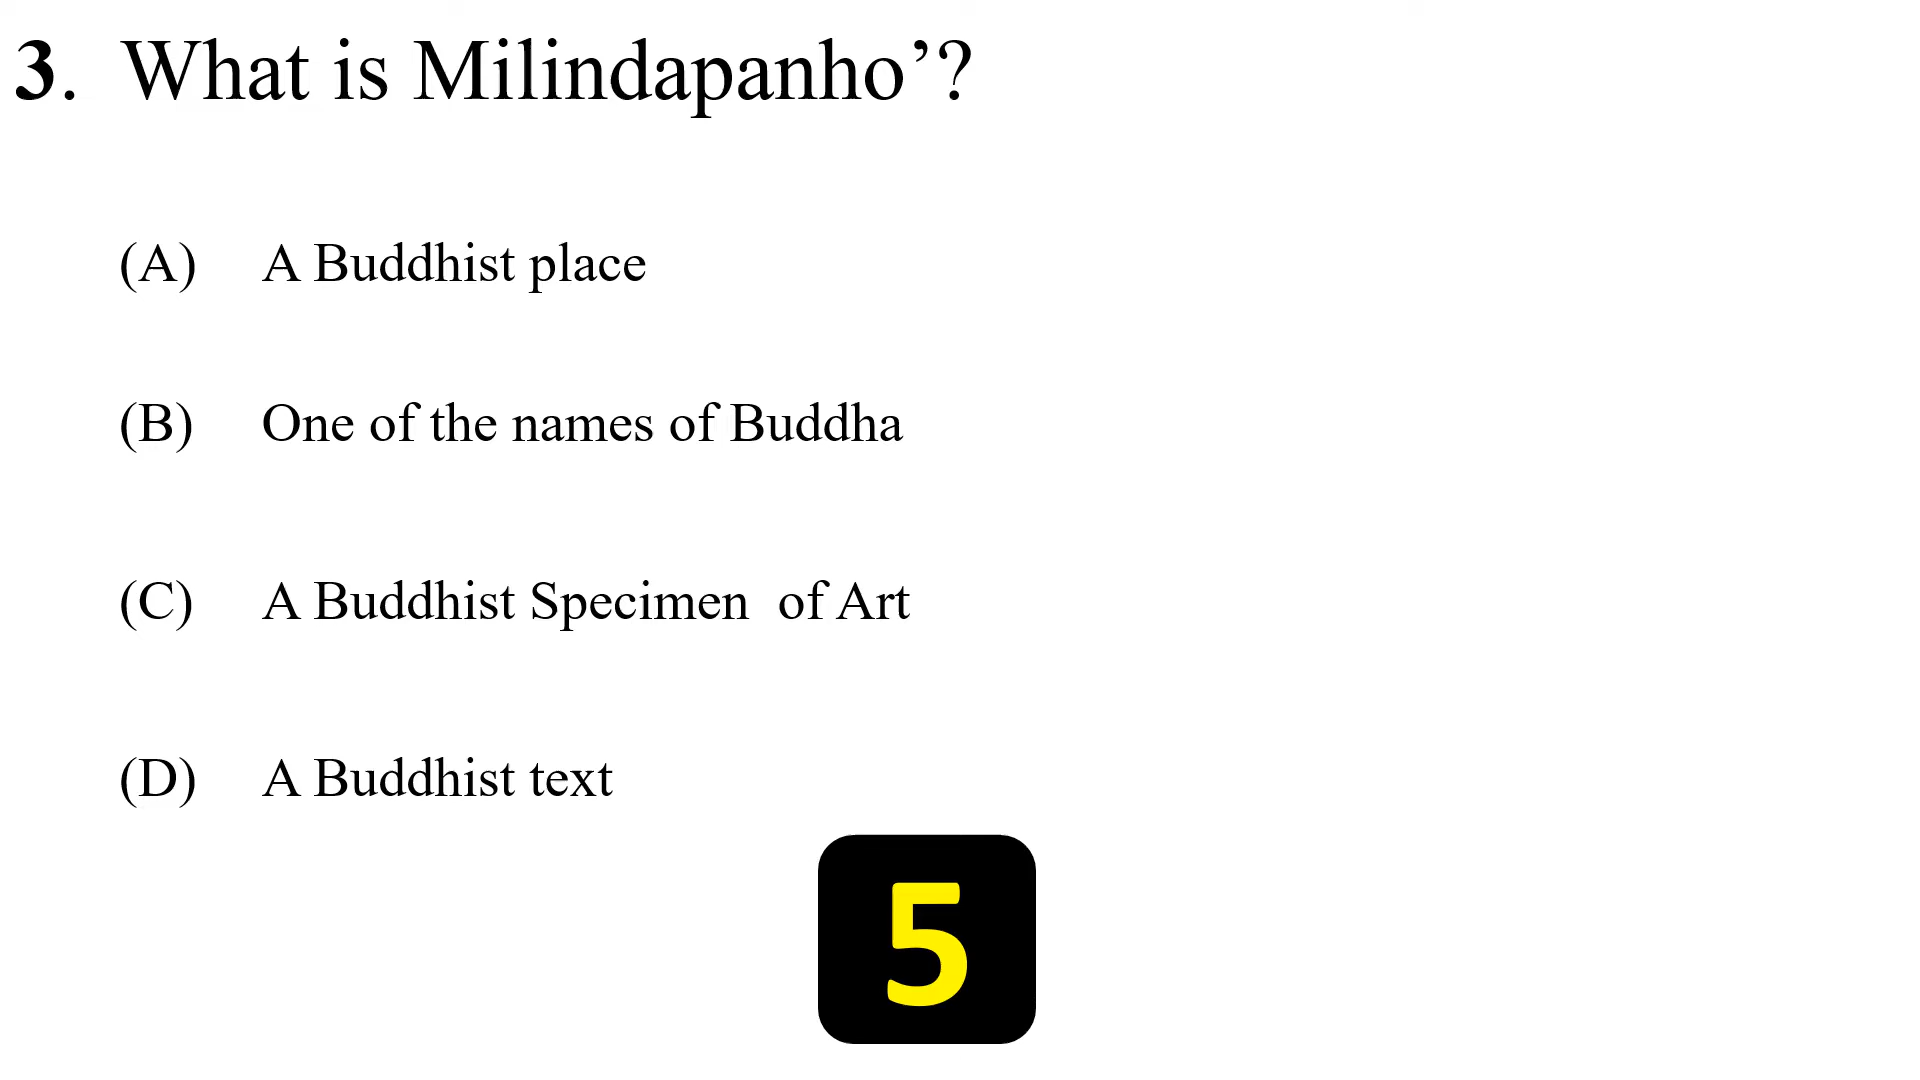 3. What is Milindapanho’?
(A) A Buddhist place
(B) One of the names of Buddha
(C) A Buddhist Specimen of Art
(D) A Buddhist text
5